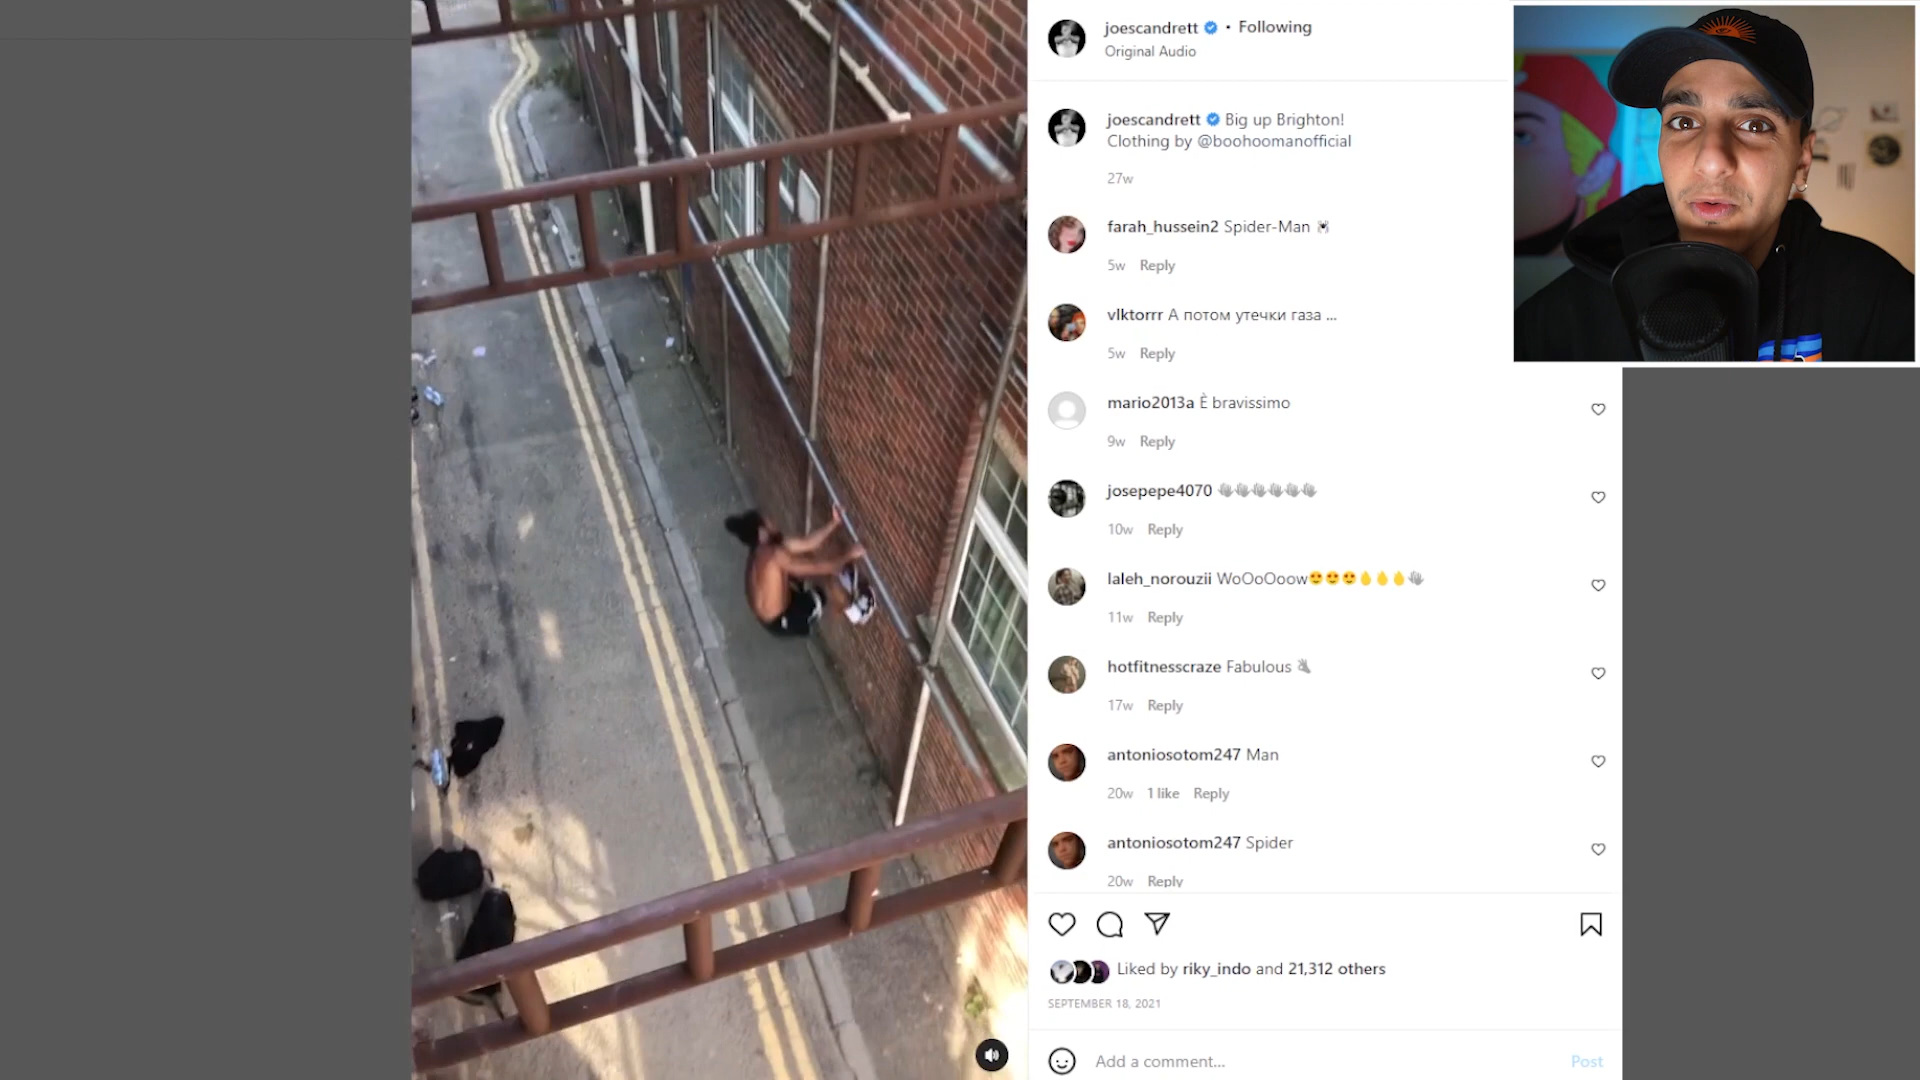 joescandrett • Following
Original Audio
joescandrett Big up Brighton!
Clothing by @boohoomanofficial
27w
farah_hussein2 Spider-Man 🕷
5w Reply
vlktorrr А потом утечки газа ...
5w Reply
mario2013a È bravissimo
9w Reply
josepepe4070 👏👏👏👏👏👏
10w Reply
laleh_norouzii WoOoOoow😍😍😍👌👌👌👏
11w Reply
hotfitnesscraze Fabulous 👌
17w Reply
antoniosotom247 Man
20w 1 like Reply
antoniosotom247 Spider
20w Reply
Liked by riky_indo and 21,312 others
SEPTEMBER 18, 2021
Add a comment... Post